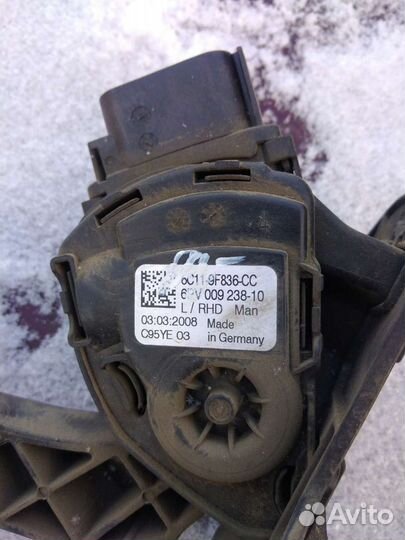 6C11-9F836-CC
6PV 009 238-10
L / RHD Man
03:03:2008 Made
C95YE 03 in Germany
Avito